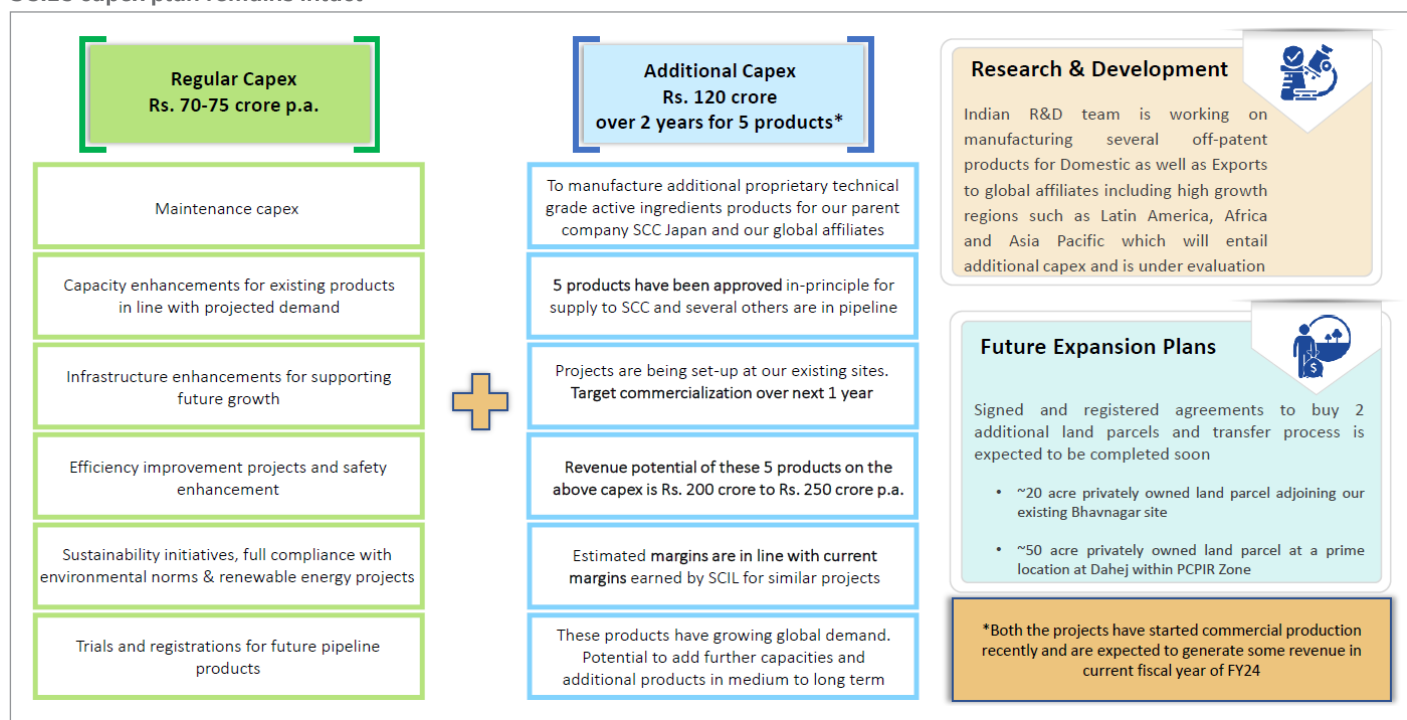 capex plan remains intact
Regular Capex
Rs. 70-75 crore p.a.
Maintenance capex
Capacity enhancements for existing products
in line with projected demand
Infrastructure enhancements for supporting
future growth
Efficiency improvement projects and safety
enhancement
Sustainability initiatives, full compliance with
environmental norms & renewable energy projects
Trials and registrations for future pipeline
products
Additional Capex
Rs. 120 crore
over 2 years for 5 products*
To manufacture additional proprietary technical
grade active ingredients products for our parent
company SCC Japan and our global affiliates
5 products have been approved in-principle for
supply to SCC and several others are in pipeline
Projects are being set-up at our existing sites.
Target commercialization over next 1 year
Revenue potential of these 5 products on the
above capex is Rs. 200 crore to Rs. 250 crore p.a.
Estimated margins are in line with current
margins earned by SCIL for similar projects
These products have growing global demand.
Potential to add further capacities and
additional products in medium to long term
Research & Development
Indian R&D team is working on
manufacturing several off-patent
products for Domestic as well as Exports
to global affiliates including high growth
regions such as Latin America, Africa
and Asia Pacific which will entail
additional capex and is under evaluation
Future Expansion Plans
Signed and registered agreements to buy 2
additional land parcels and transfer process is
expected to be completed soon
• ~20 acre privately owned land parcel adjoining our
existing Bhavnagar site
• ~50 acre privately owned land parcel at a prime
location at Dahej within PCPIR Zone
*Both the projects have started commercial production
recently and are expected to generate some revenue in
current fiscal year of FY24